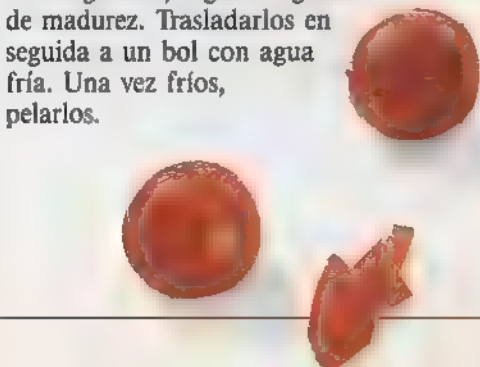 de madurez. Trasladarlos en
seguida a un bol con agua
fría. Una vez fríos,
pelarlos.